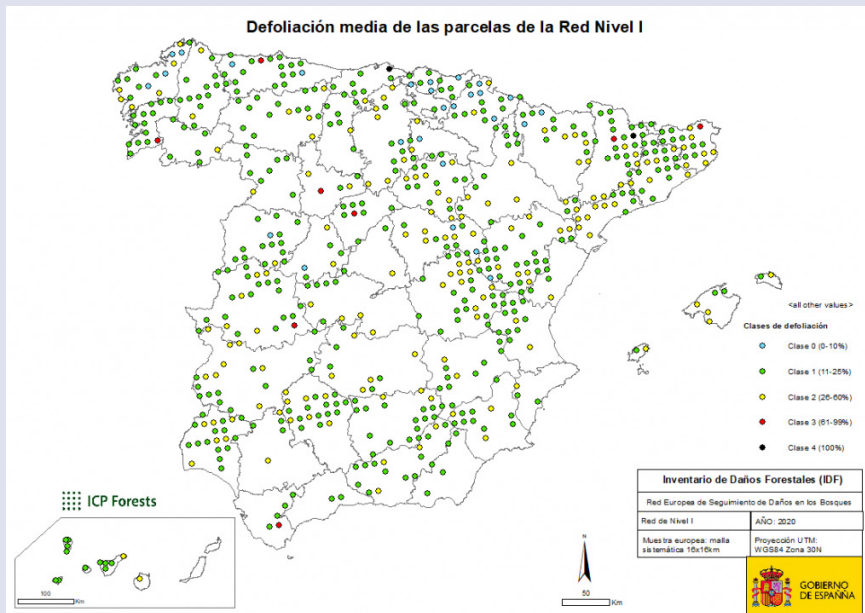 Defoliación media de las parcelas de la Red Nivel I
<all other values>
Clases de defoliación
Clase 0 (0-10%)
Clase 1 (11-25%)
Clase 2 (26-60%)
Clase 3 (61-99%)
Clase 4 (100%)
Inventario de Daños Forestales (IDF)
Red Europea de Seguimiento de Daños en los Bosques
Red de Nivel I
AÑO: 2020
Muestra europea: malla
sistemática 16x16km
Proyección UTM:
WGS84 Zona 30N
ICP Forests
100
Km
N
50
Km
GOBIERNO
DE ESPAÑÑA